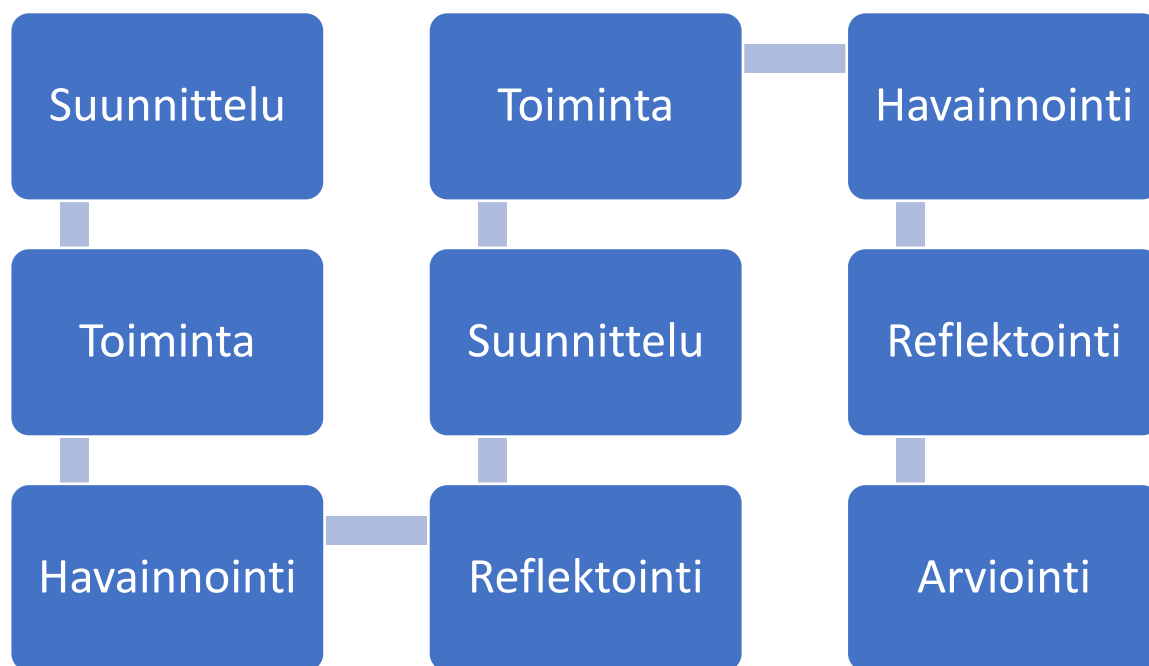 Suunnittelu
Toiminta
Havainnointi
Reflektointi
Suunnittelu
Toiminta
Havainnointi
Reflektointi
Arviointi